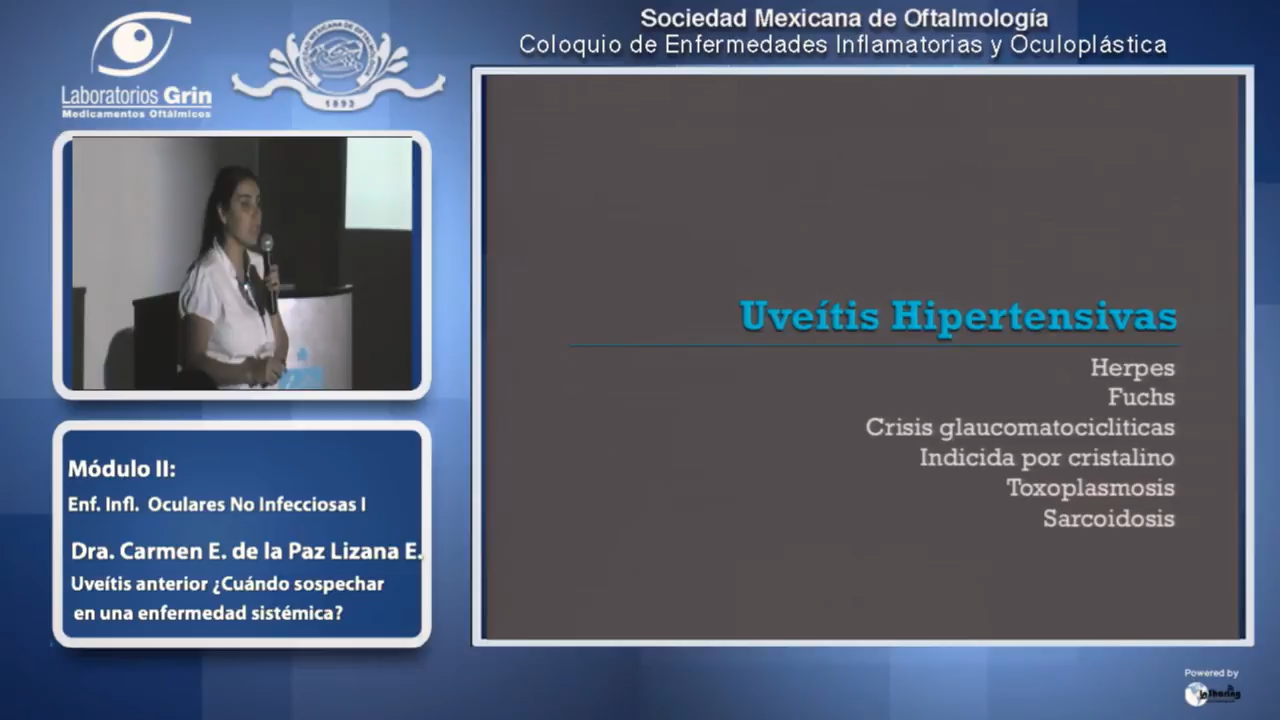 Sociedad Mexicana de Oftalmología
Coloquio de Enfermedades Inflamatorias y Oculoplástica
Laboratorios Grin
Medicamentos Oftálmicos
1893
Uveítis Hipertensivas
Herpes
Fuchs
Crisis glaucomatocicliticas
Indicida por cristalino
Toxoplasmosis
Sarcoidosis
Módulo II:
Enf. Infl. Oculares No Infecciosas I
Dra. Carmen E. de la Paz Lizana E.
Uveítis anterior ¿Cuándo sospechar
en una enfermedad sistémica?
Powered by